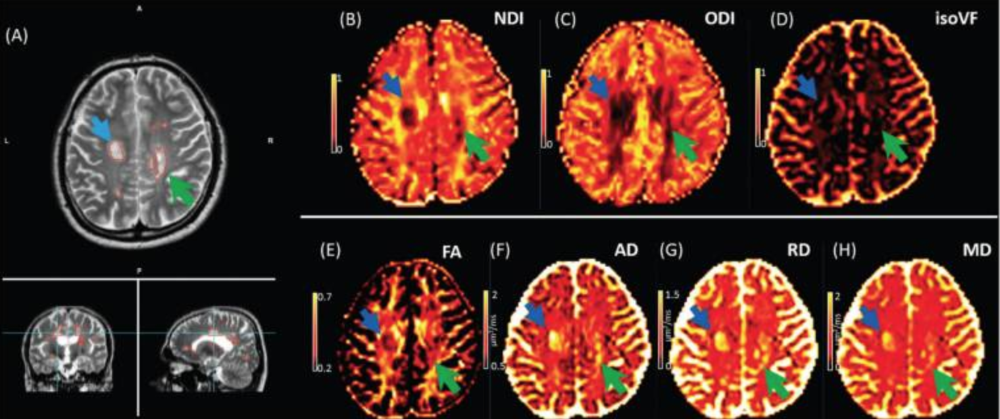 A
(A)
L
R
P
(B)
NDI
1
0
(C)
ODI
1
0
(D)
isoVF
1
0
(E)
FA
0.7
0.2
(F)
AD
2
µm²/ms
0.5
(G)
RD
1.5
µm²/ms
0
(H)
MD
2
µm²/ms
0